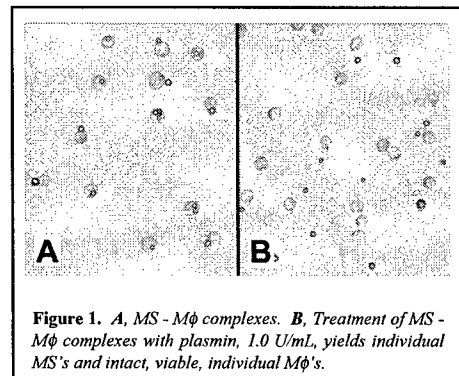 A
B,
Figure 1. A, MS - Mϕ complexes. B, Treatment of MS -
Mϕ complexes with plasmin, 1.0 U/mL, yields individual
MS's and intact, viable, individual Mϕ's.